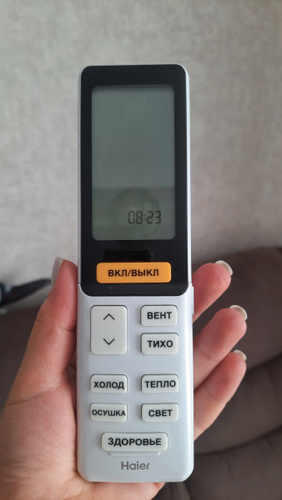 08:23
ВКЛ/ВЫКЛ
ВЕНТ
ТИХО
ХОЛОД ТЕПЛО
ОСУШКА СВЕТ
ЗДОРОВЬЕ
Haier